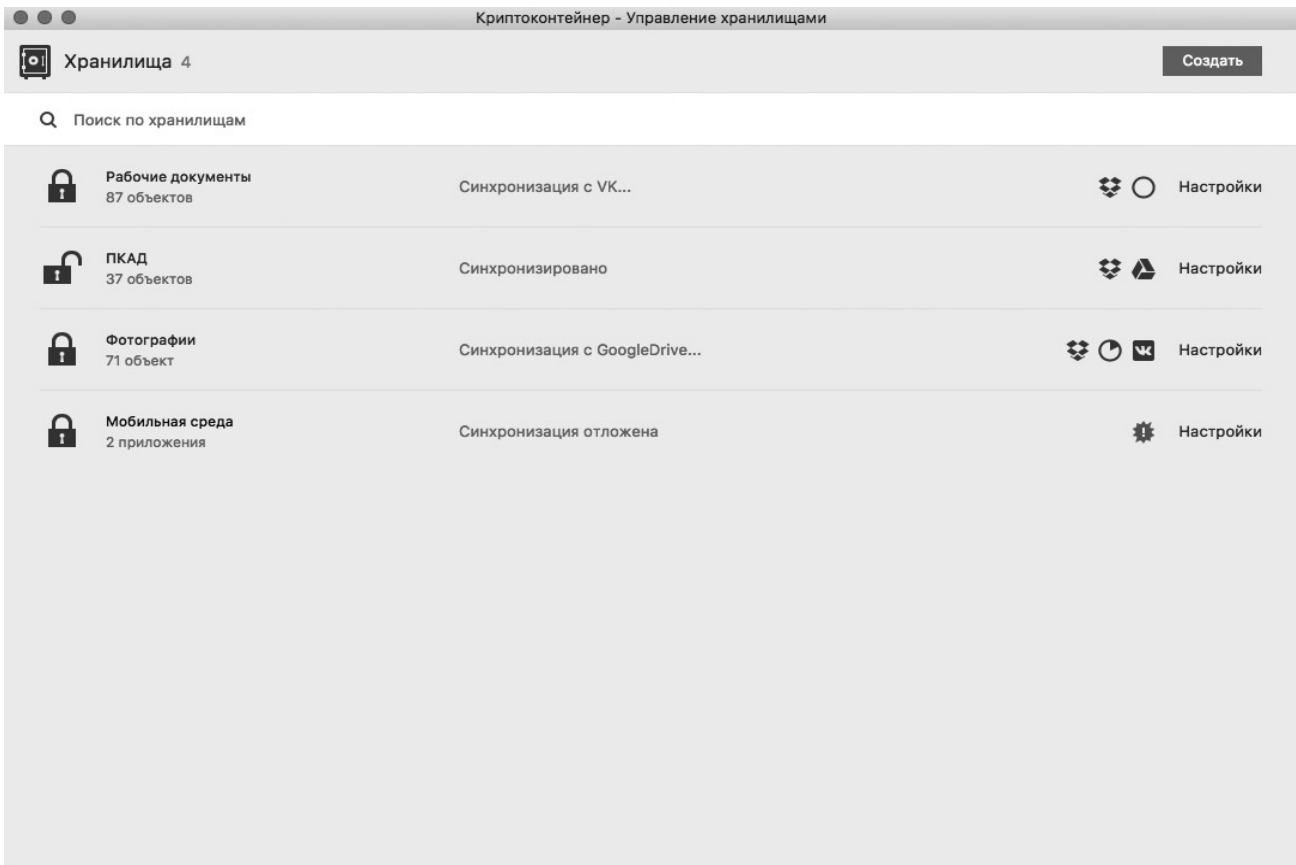 Криптоконтейнер - Управление хранилищами
Хранилища 4
Создать
Поиск по хранилищам
Рабочие документы
87 объектов
Синхронизация с VK...
Настройки
ПКАД
37 объектов
Синхронизировано
Настройки
Фотографии
71 объект
Синхронизация с GoogleDrive...
Настройки
Мобильная среда
2 приложения
Синхронизация отложена
Настройки